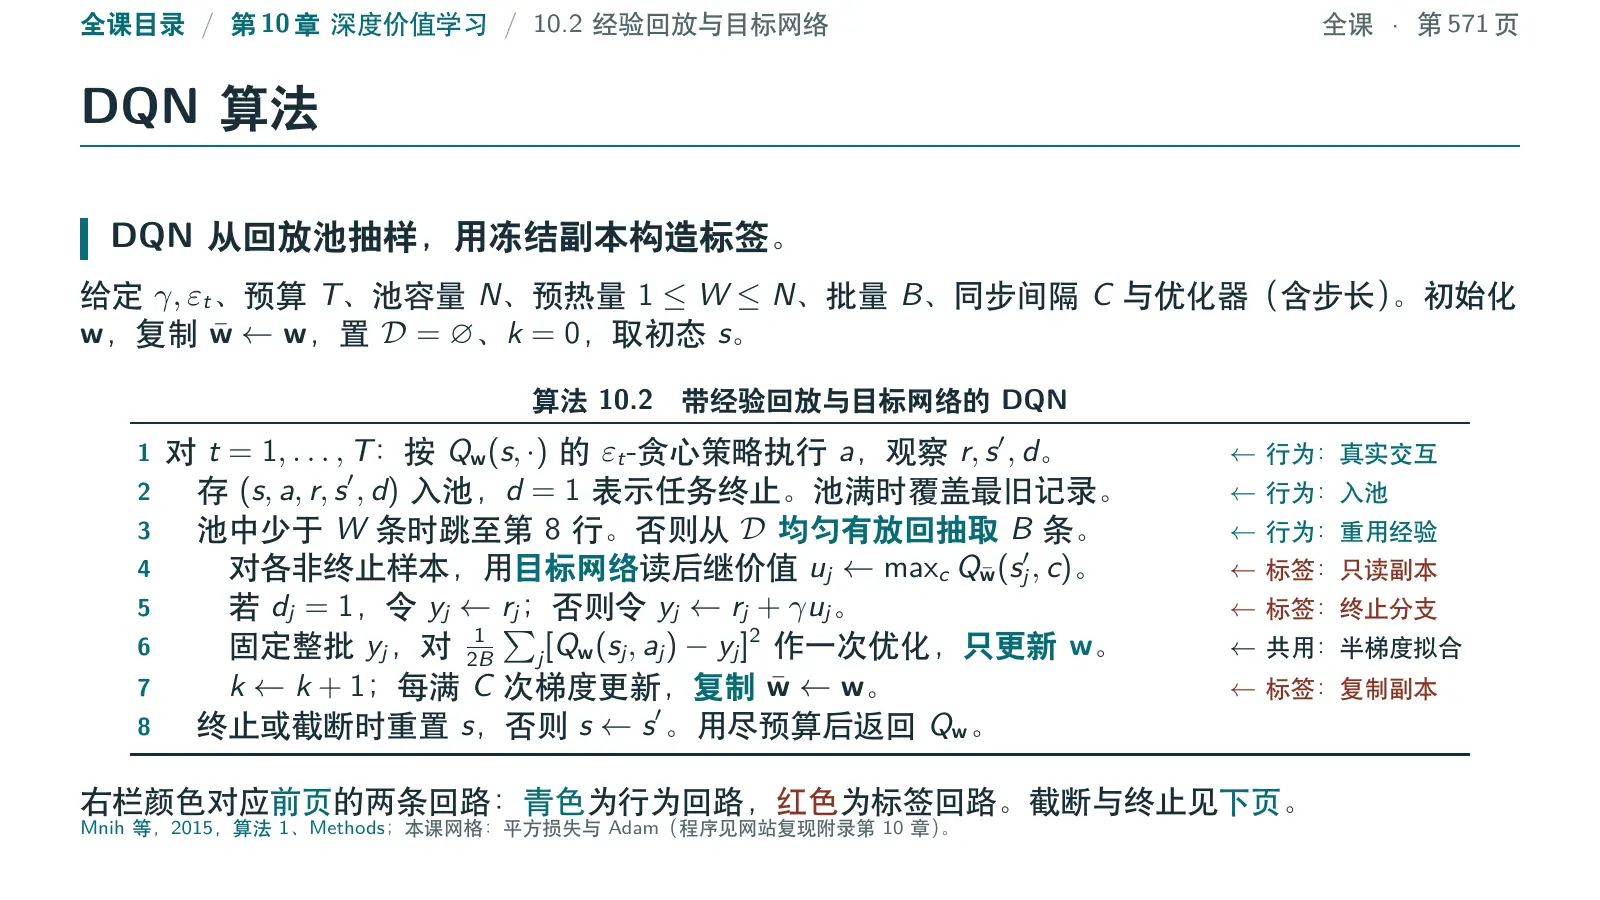 全课目录 / 第 10 章 深度价值学习 / 10.2 经验回放与目标网络
全课 · 第 571 页
DQN 算法
DQN 从回放池抽样，用冻结副本构造标签。
给定 γ, εₜ、预算 T、池容量 N、预热量 1 ≤ W ≤ N、批量 B、同步间隔 C 与优化器（含步长）。初始化
w，复制 w̄ ← w，置 𝒟 = ∅、k = 0，取初态 s。
算法 10.2 带经验回放与目标网络的 DQN
1 对 t = 1, . . . , T：按 Q_w(s, ·) 的 εₜ-贪心策略执行 a，观察 r, s′, d。 ← 行为：真实交互
2 存 (s, a, r, s′, d) 入池，d = 1 表示任务终止。池满时覆盖最旧记录。 ← 行为：入池
3 池中少于 W 条时跳至第 8 行。否则从 𝒟 均匀有放回抽取 B 条。 ← 行为：重用经验
4 对各非终止样本，用目标网络读后继价值 u_j ← max_c Q_w̄(s′_j, c)。 ← 标签：只读副本
5 若 d_j = 1，令 y_j ← r_j；否则令 y_j ← r_j + γu_j。 ← 标签：终止分支
6 固定整批 y_j，对 1/2B ∑_j[Q_w(s_j, a_j) − y_j]² 作一次优化，只更新 w。 ← 共用：半梯度拟合
7 k ← k + 1；每满 C 次梯度更新，复制 w̄ ← w。 ← 标签：复制副本
8 终止或截断时重置 s，否则 s ← s′。用尽预算后返回 Q_w。
右栏颜色对应前页的两条回路：青色为行为回路，红色为标签回路。截断与终止见下页。
Mnih 等，2015，算法 1、Methods；本课网格：平方损失与 Adam（程序见网站复现附录第 10 章）。